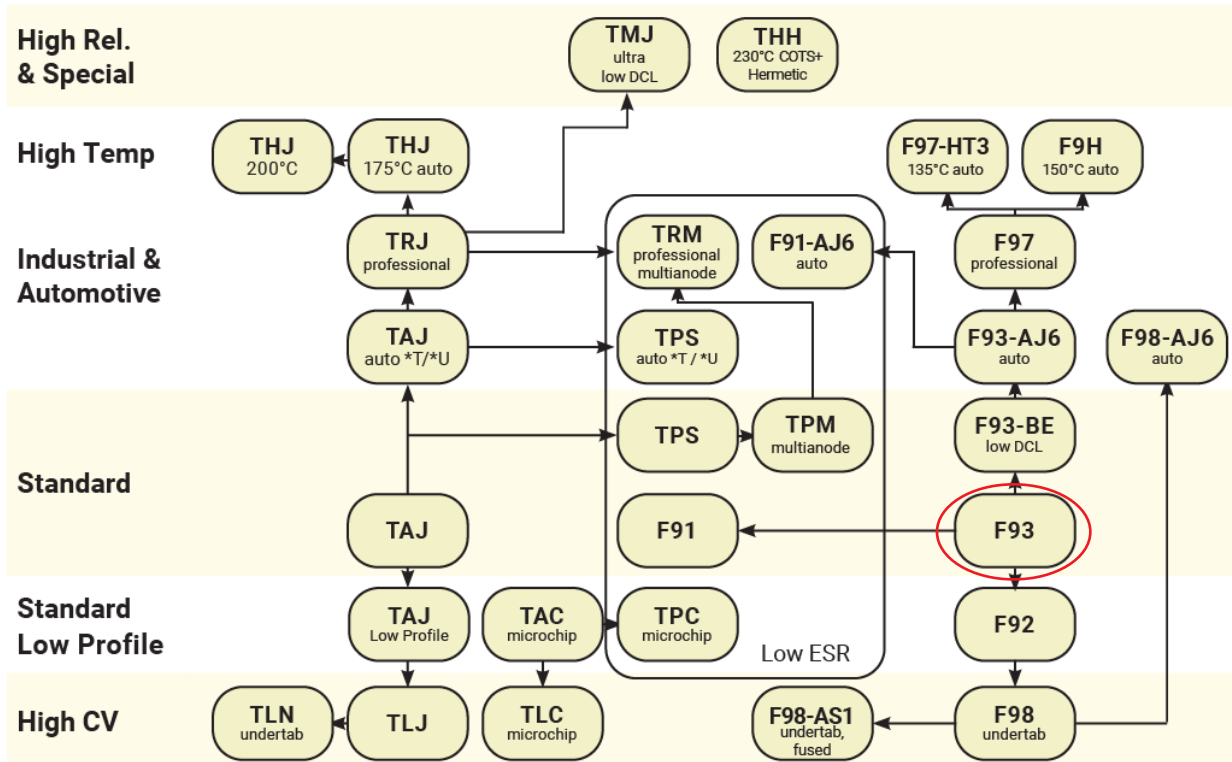 High Rel.
& Special
TMJ
ultra
low DCL
THH
230°C COTS+
Hermetic
High Temp
THJ
200°C
THJ
175°C auto
F97-HT3
135°C auto
F9H
150°C auto
Industrial &
Automotive
TRJ
professional
TRM
professional
multianode
F91-AJ6
auto
F97
professional
TAJ
auto *T/*U
TPS
auto *T / *U
F93-AJ6
auto
F98-AJ6
auto
Standard
TPS
TPM
multianode
F93-BE
low DCL
TAJ
F91
F93
Standard
Low Profile
TAJ
Low Profile
TAC
microchip
TPC
microchip
Low ESR
F92
High CV
TLN
undertab
TLJ
TLC
microchip
F98-AS1
undertab,
fused
F98
undertab